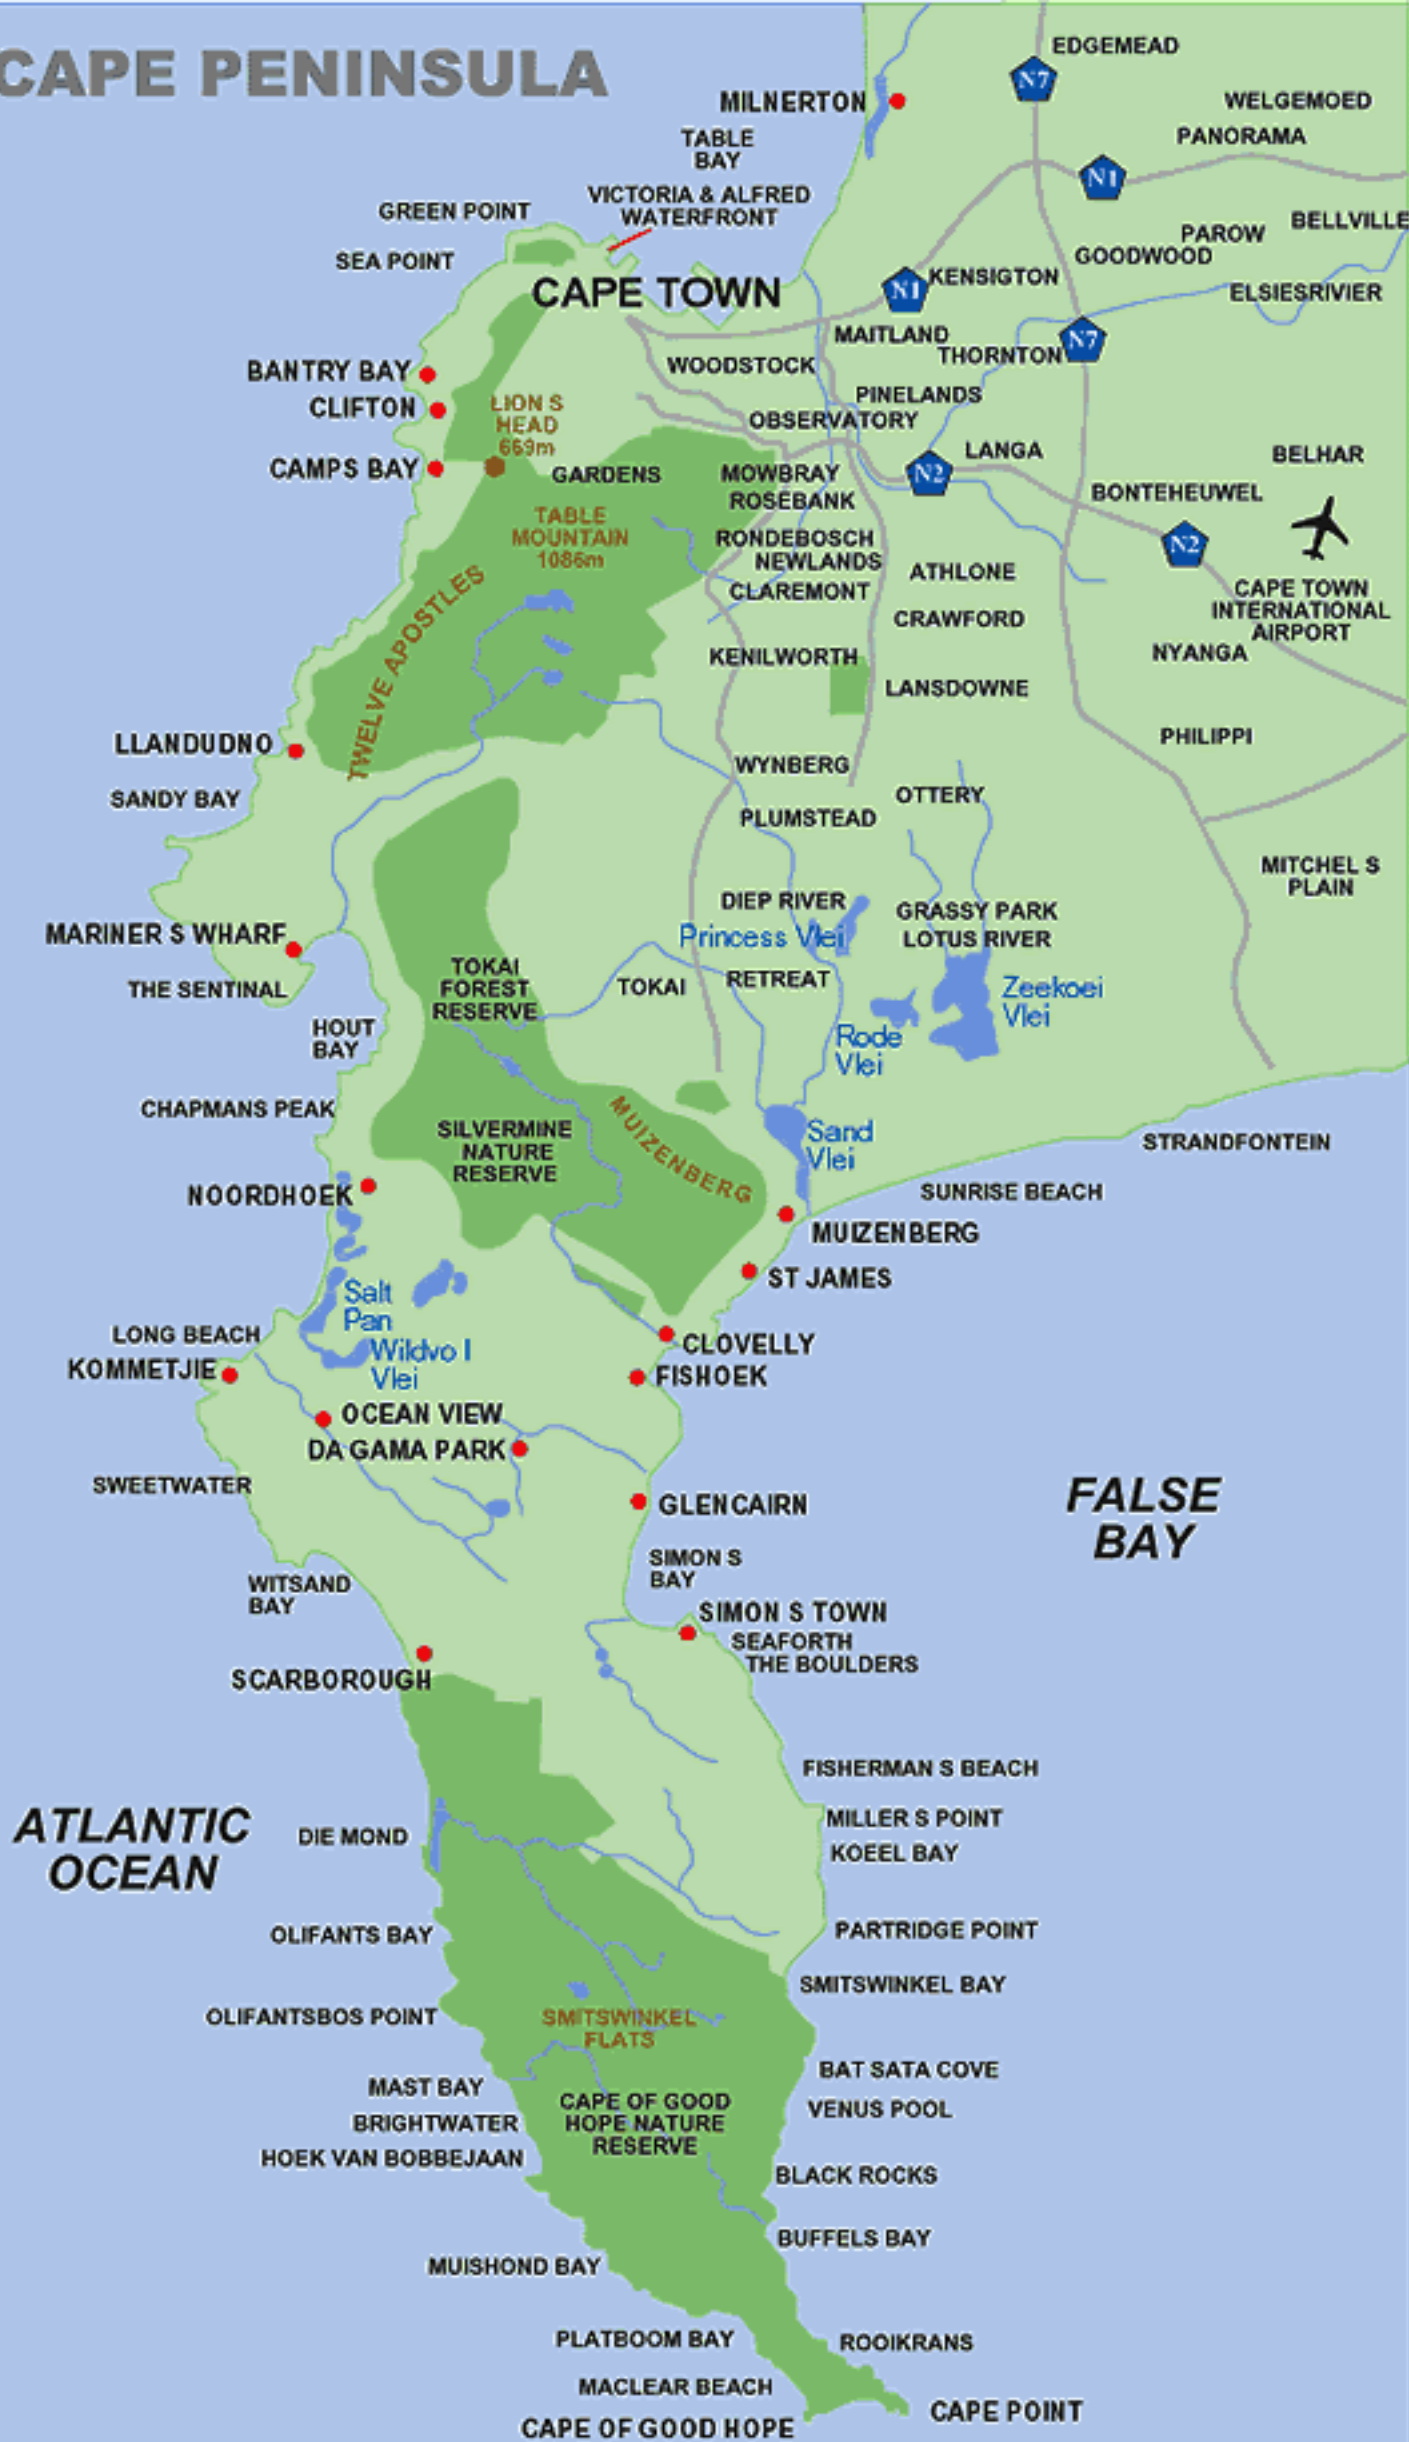 CAPE PENINSULA
EDGEMEAD
N7
MILNERTON
WELGEMOED
TABLE
BAY
PANORAMA
N1
VICTORIA & ALFRED
WATERFRONT
GREEN POINT
BELLVILLE
PAROW
SEA POINT
GOODWOOD
CAPE TOWN
N1
KENSIGTON
ELSIESRIVIER
MAITLAND
N7
THORNTON
WOODSTOCK
BANTRY BAY
PINELANDS
CLIFTON
LION S
HEAD
669m
OBSERVATORY
LANGA
BELHAR
CAMPS BAY
GARDENS
MOWBRAY
N2
BONTEHEUWEL
ROSEBANK
TABLE
MOUNTAIN
1086m
RONDEBOSCH
N2
NEWLANDS
ATHLONE
CLAREMONT
CAPE TOWN
INTERNATIONAL
AIRPORT
TWELVE APOSTLES
CRAWFORD
KENILWORTH
NYANGA
LANSDOWNE
LLANDUDNO
PHILIPPI
WYNBERG
SANDY BAY
OTTERY
PLUMSTEAD
MITCHEL S
PLAIN
DIEP RIVER
GRASSY PARK
MARINER S WHARF
Princess Vlei
LOTUS RIVER
TOKAI
FOREST
RESERVE
THE SENTINAL
TOKAI
RETREAT
Zeekoei
Vlei
HOUT
BAY
Rode
Vlei
CHAPMANS PEAK
MUIZENBERG
SILVERMINE
NATURE
RESERVE
Sand
Vlei
STRANDFONTEIN
NOORDHOEK
SUNRISE BEACH
MUIZENBERG
ST JAMES
Salt
Pan
LONG BEACH
CLOVELLY
Wildvo l
Vlei
KOMMETJIE
FISHOEK
OCEAN VIEW
DA GAMA PARK
SWEETWATER
GLENCAIRN
FALSE
BAY
SIMON S
BAY
WITSAND
BAY
SIMON S TOWN
SEAFORTH
THE BOULDERS
SCARBOROUGH
FISHERMAN S BEACH
ATLANTIC
OCEAN
MILLER S POINT
DIE MOND
KOEEL BAY
OLIFANTS BAY
PARTRIDGE POINT
SMITSWINKEL BAY
OLIFANTSBOS POINT
SMITSWINKEL
FLATS
BAT SATA COVE
MAST BAY
CAPE OF GOOD
HOPE NATURE
RESERVE
VENUS POOL
BRIGHTWATER
HOEK VAN BOBBEJAAN
BLACK ROCKS
BUFFELS BAY
MUISHOND BAY
PLATBOOM BAY
ROOIKRANS
MACLEAR BEACH
CAPE POINT
CAPE OF GOOD HOPE